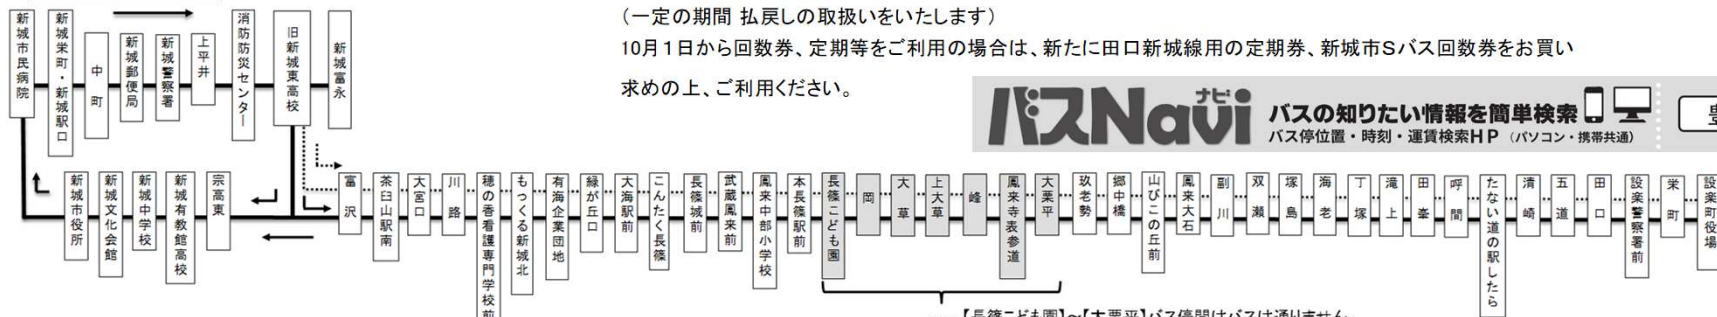 (一定の期間 払戻しの取扱いをいたします)
10月1日から回数券、定期等をご利用の場合は、新たに田口新城線用の定期券、新城市Sバス回数券をお買い
求めの上、ご利用ください。
バスNaviナビ
バスの知りたい情報を簡単検索
バス停位置・時刻・運賃検索HP(パソコン・携帯共通)
新城市民病院
新城栄町・新城駅口
中町
新城郵便局
新城警察署
上平井
消防防災センター
旧新城東高校
新城富永
新城市役所
新城文化会館
新城中学校
新城有教館高校
宗高東
富沢
茶臼山駅南
大宮口
川路
穂の香看護専門学校前
もっくる新城北
有海企業団地
緑が丘口
大海駅前
こんたく長篠
長篠城前
武蔵鳳来前
鳳来中部小学校
本長篠駅前
長篠こども園
岡
大草
上大草
峰
鳳来寺表参道
大栗平
玖老勢
郷中橋
山びこの丘前
鳳来大石
副川
双瀬
塚島
海老
丁塚
滝上
田峯
呼間
たない道の駅したら
清崎
五道
田口
設楽警察署前
栄町
設楽町役場
【長篠こども園】~【大栗平】バス停間はバスは通りません